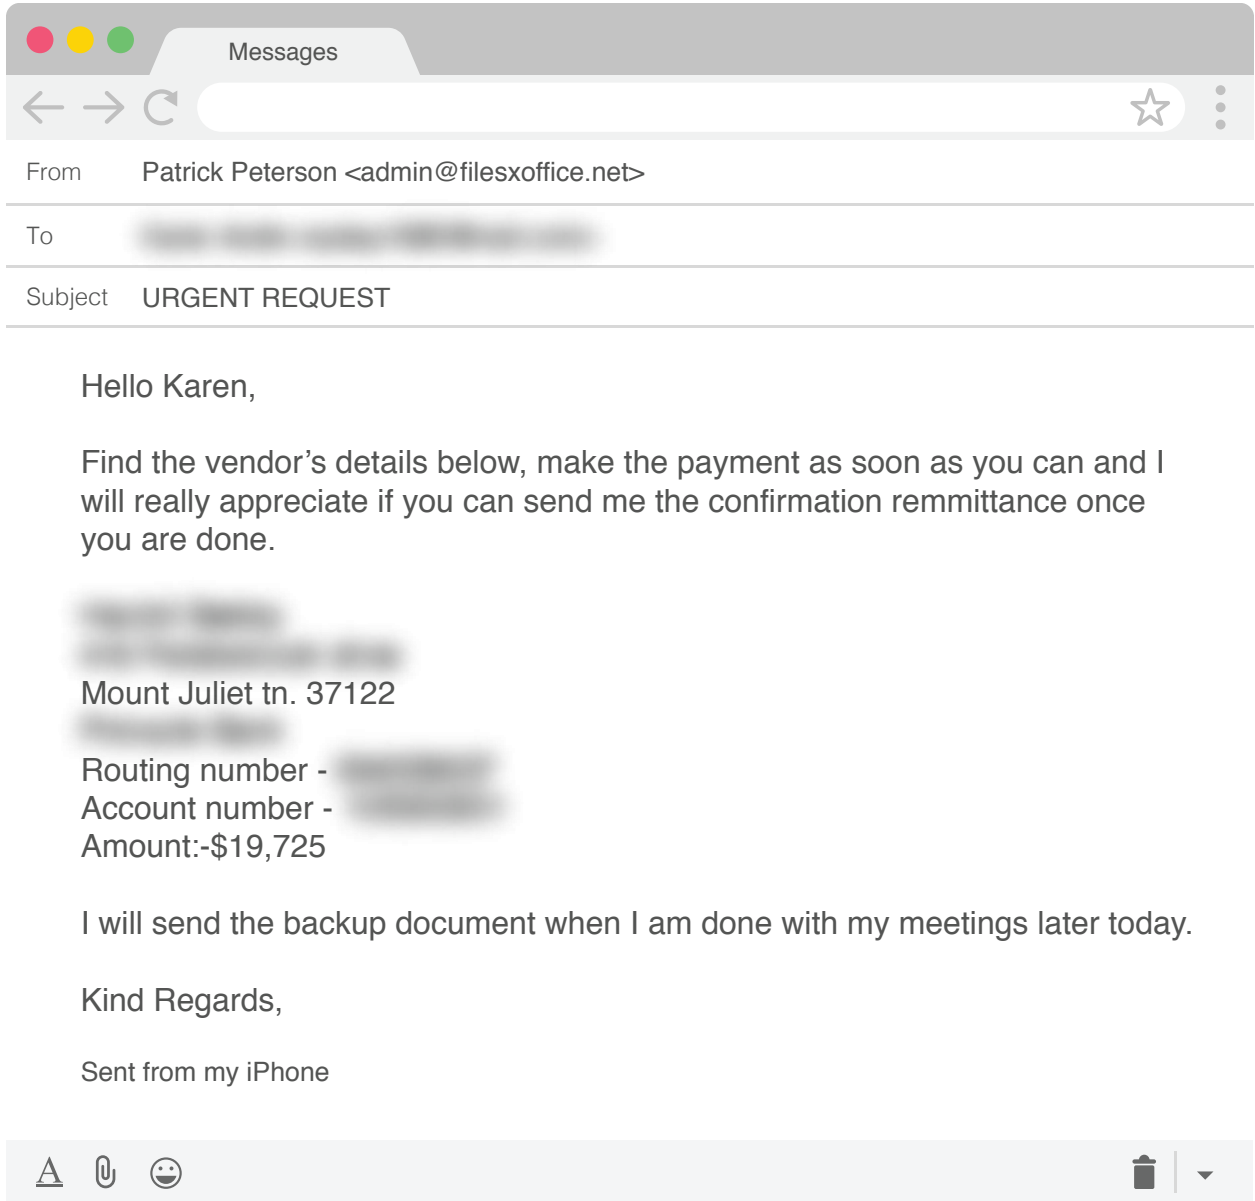 Messages
From Patrick Peterson <admin@filesxoffice.net>
To
Subject URGENT REQUEST
Hello Karen,
Find the vendor’s details below, make the payment as soon as you can and I
will really appreciate if you can send me the confirmation remmittance once
you are done.
Mount Juliet tn. 37122
Routing number -
Account number -
Amount:-$19,725
I will send the backup document when I am done with my meetings later today.
Kind Regards,
Sent from my iPhone
A